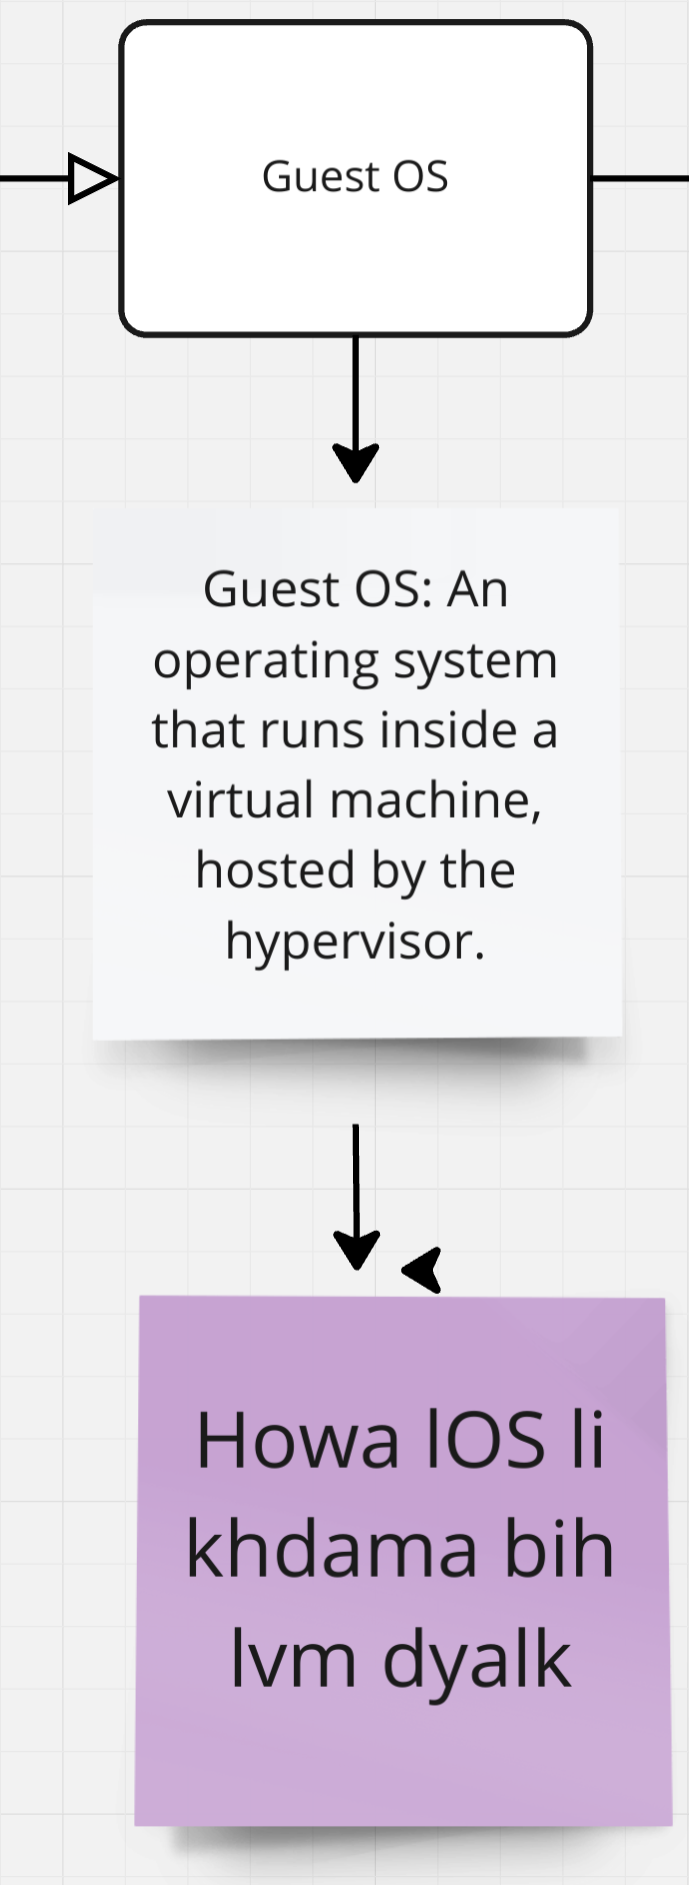 Guest OS
Guest OS: An
operating system
that runs inside a
virtual machine,
hosted by the
hypervisor.
Howa lOS li
khdama bih
lvm dyalk